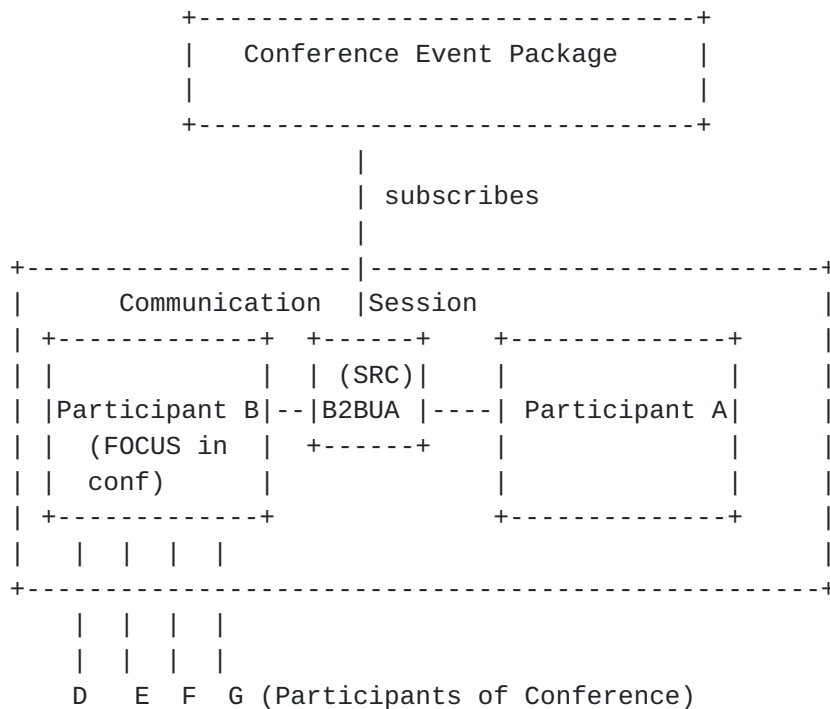 Conference Event Package
subscribes
Communication Session
(SRC)
Participant B B2BUA Participant A
(FOCUS in
conf)
D E F G (Participants of Conference)